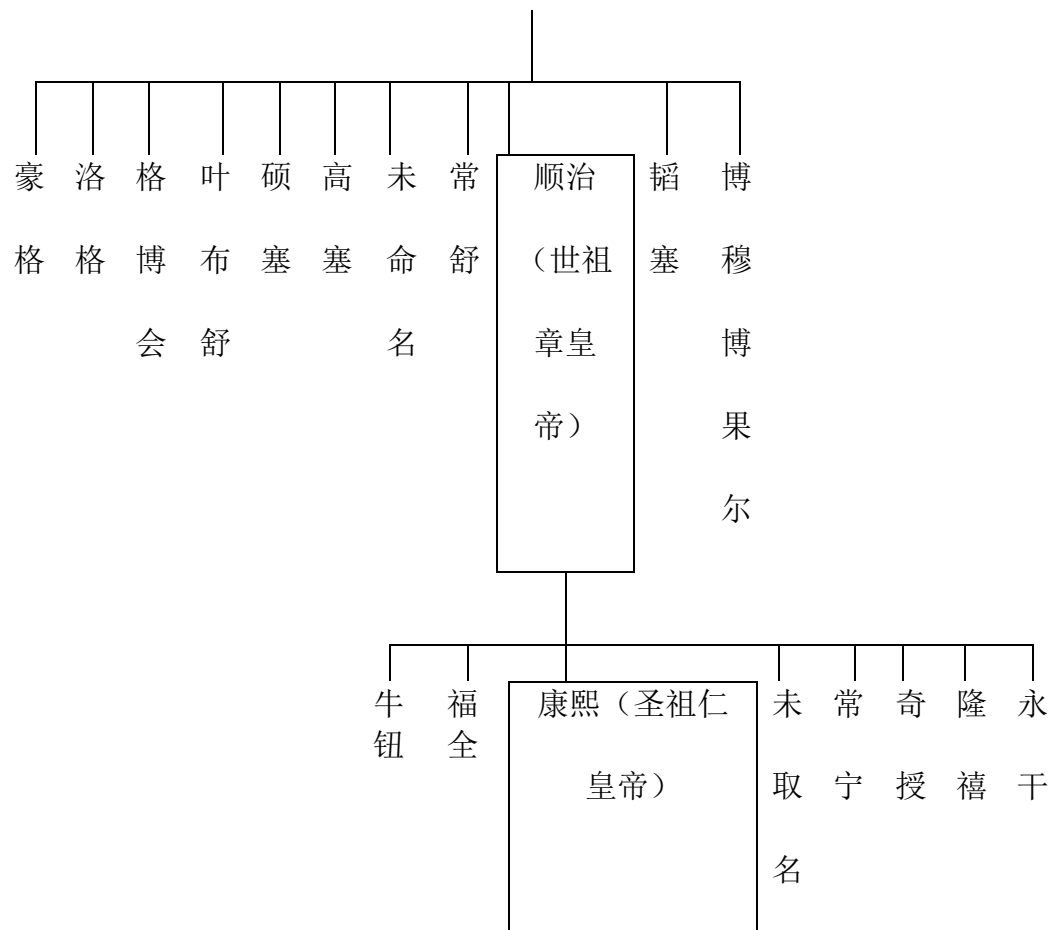 豪格
洛格
格博会
叶布舒
硕塞
高塞
未命名
常舒
顺治
（世祖
章皇
帝）
韬塞
博穆博果尔
牛钮
福全
康熙（圣祖仁
皇帝）
未取名
常宁
奇授
隆禧
永干